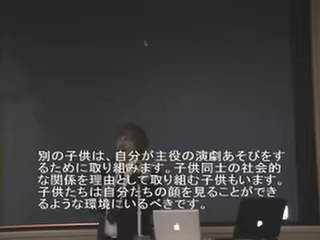 別の子供は、自分が主役の演劇あそびをす
るために取り組みます。子供同士の社会的
な関係を理由として取り組む子供もいます。
子供たちは自分たちの顔を見ることができ
るような環境にいるべきです。